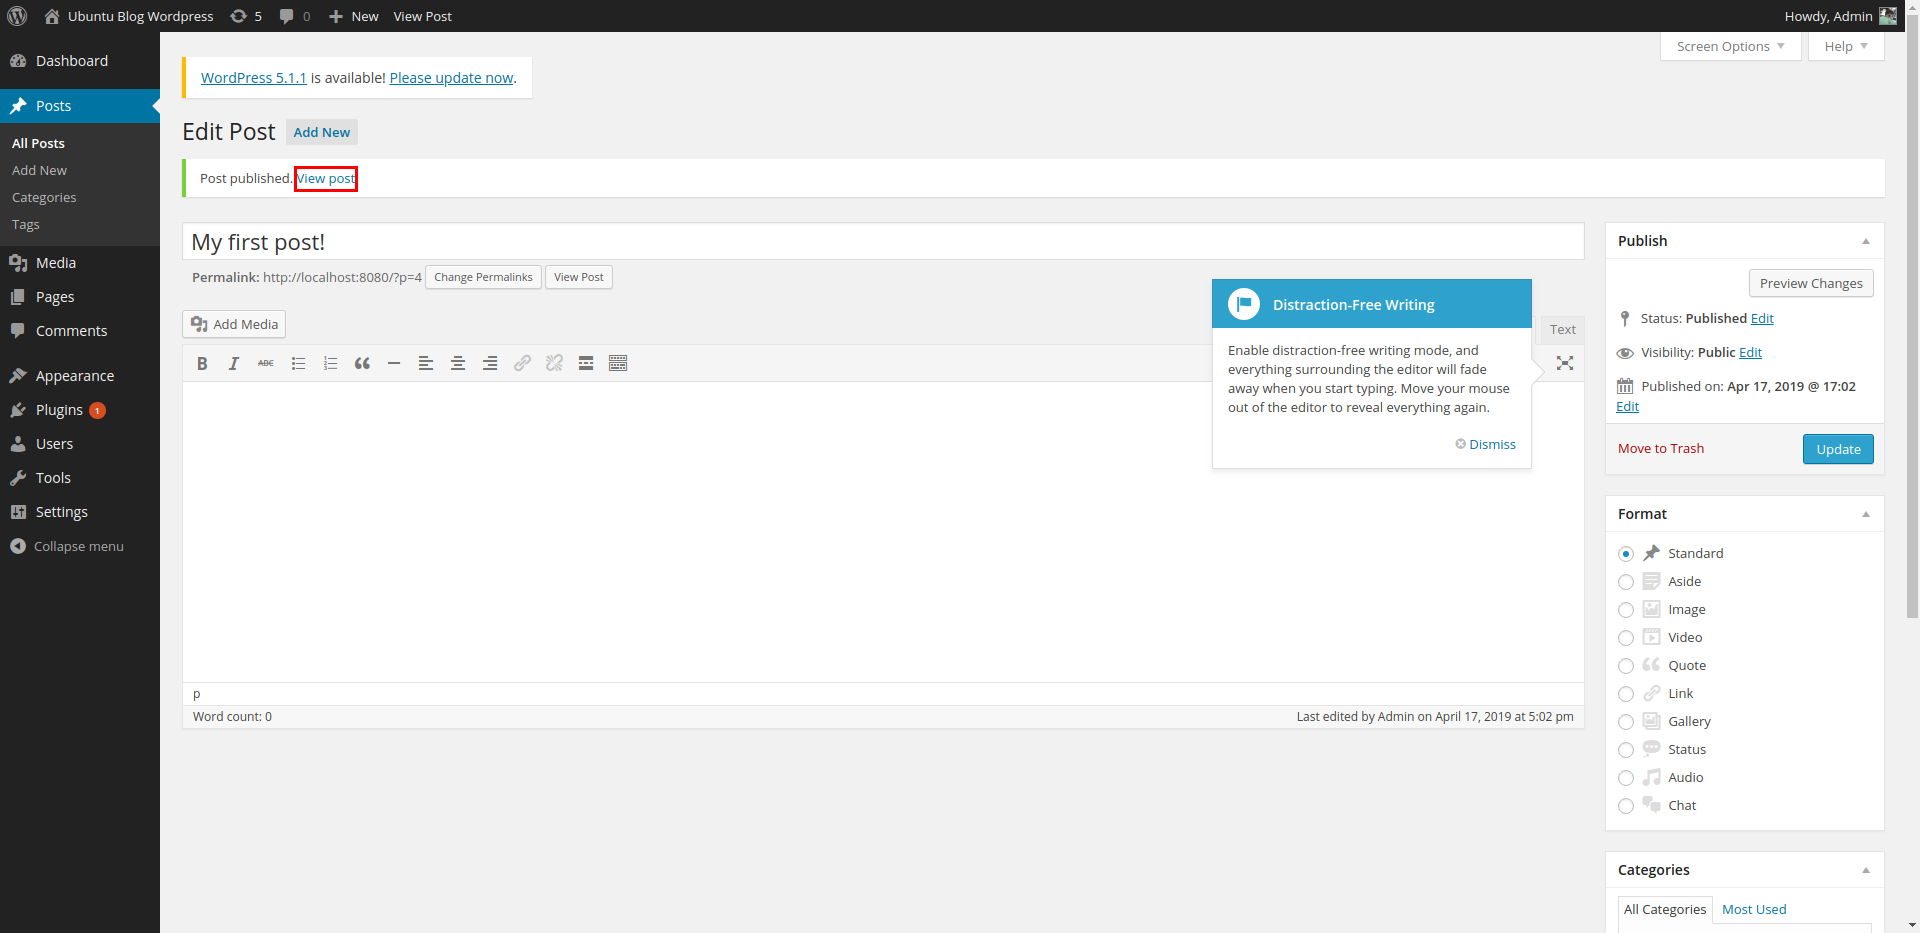 Ubuntu Blog Wordpress 5 0 New View Post Howdy, Admin
Screen Options Help
Dashboard
Posts
All Posts
Add New
Categories
Tags
Media
Pages
Comments
Appearance
Plugins 1
Users
Tools
Settings
Collapse menu
WordPress 5.1.1 is available! Please update now.
Edit Post Add New
Post published. View post
My first post!
Permalink: http://localhost:8080/?p=4 Change Permalinks View Post
Add Media
Text
B I ABC
Distraction-Free Writing
Enable distraction-free writing mode, and
everything surrounding the editor will fade
away when you start typing. Move your mouse
out of the editor to reveal everything again.
Dismiss
p
Word count: 0 Last edited by Admin on April 17, 2019 at 5:02 pm
Publish
Preview Changes
Status: Published Edit
Visibility: Public Edit
Published on: Apr 17, 2019 @ 17:02
Edit
Move to Trash Update
Format
Standard
Aside
Image
Video
Quote
Link
Gallery
Status
Audio
Chat
Categories
All Categories Most Used